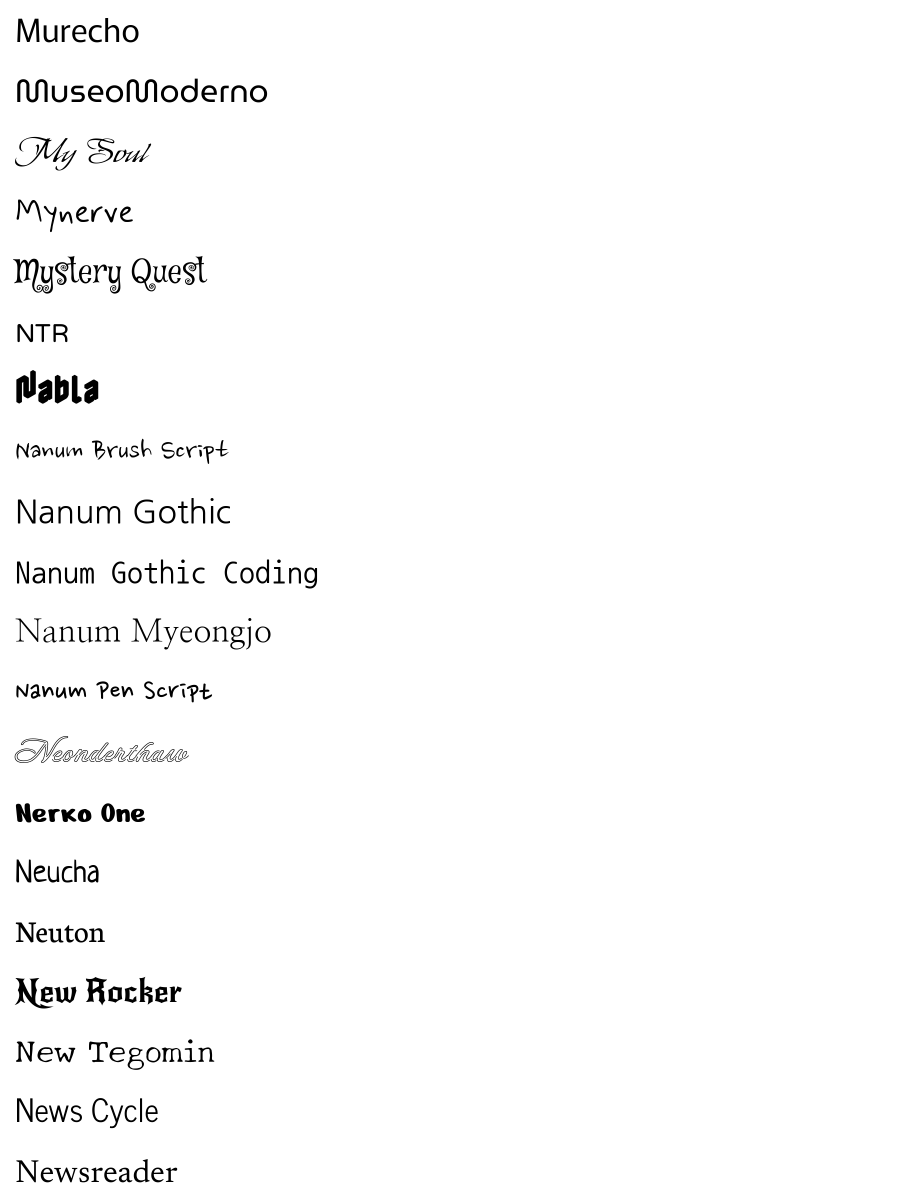 Murecho
MuseoModerno
My Soul
Mynerve
Mystery Quest
NTR
Nabla
Nanum Brush Script
Nanum Gothic
Nanum Gothic Coding
Nanum Myeongjo
Nanum Pen Script
Neonderthaw
Nerko One
Neucha
Neuton
New Rocker
New Tegomin
News Cycle
Newsreader